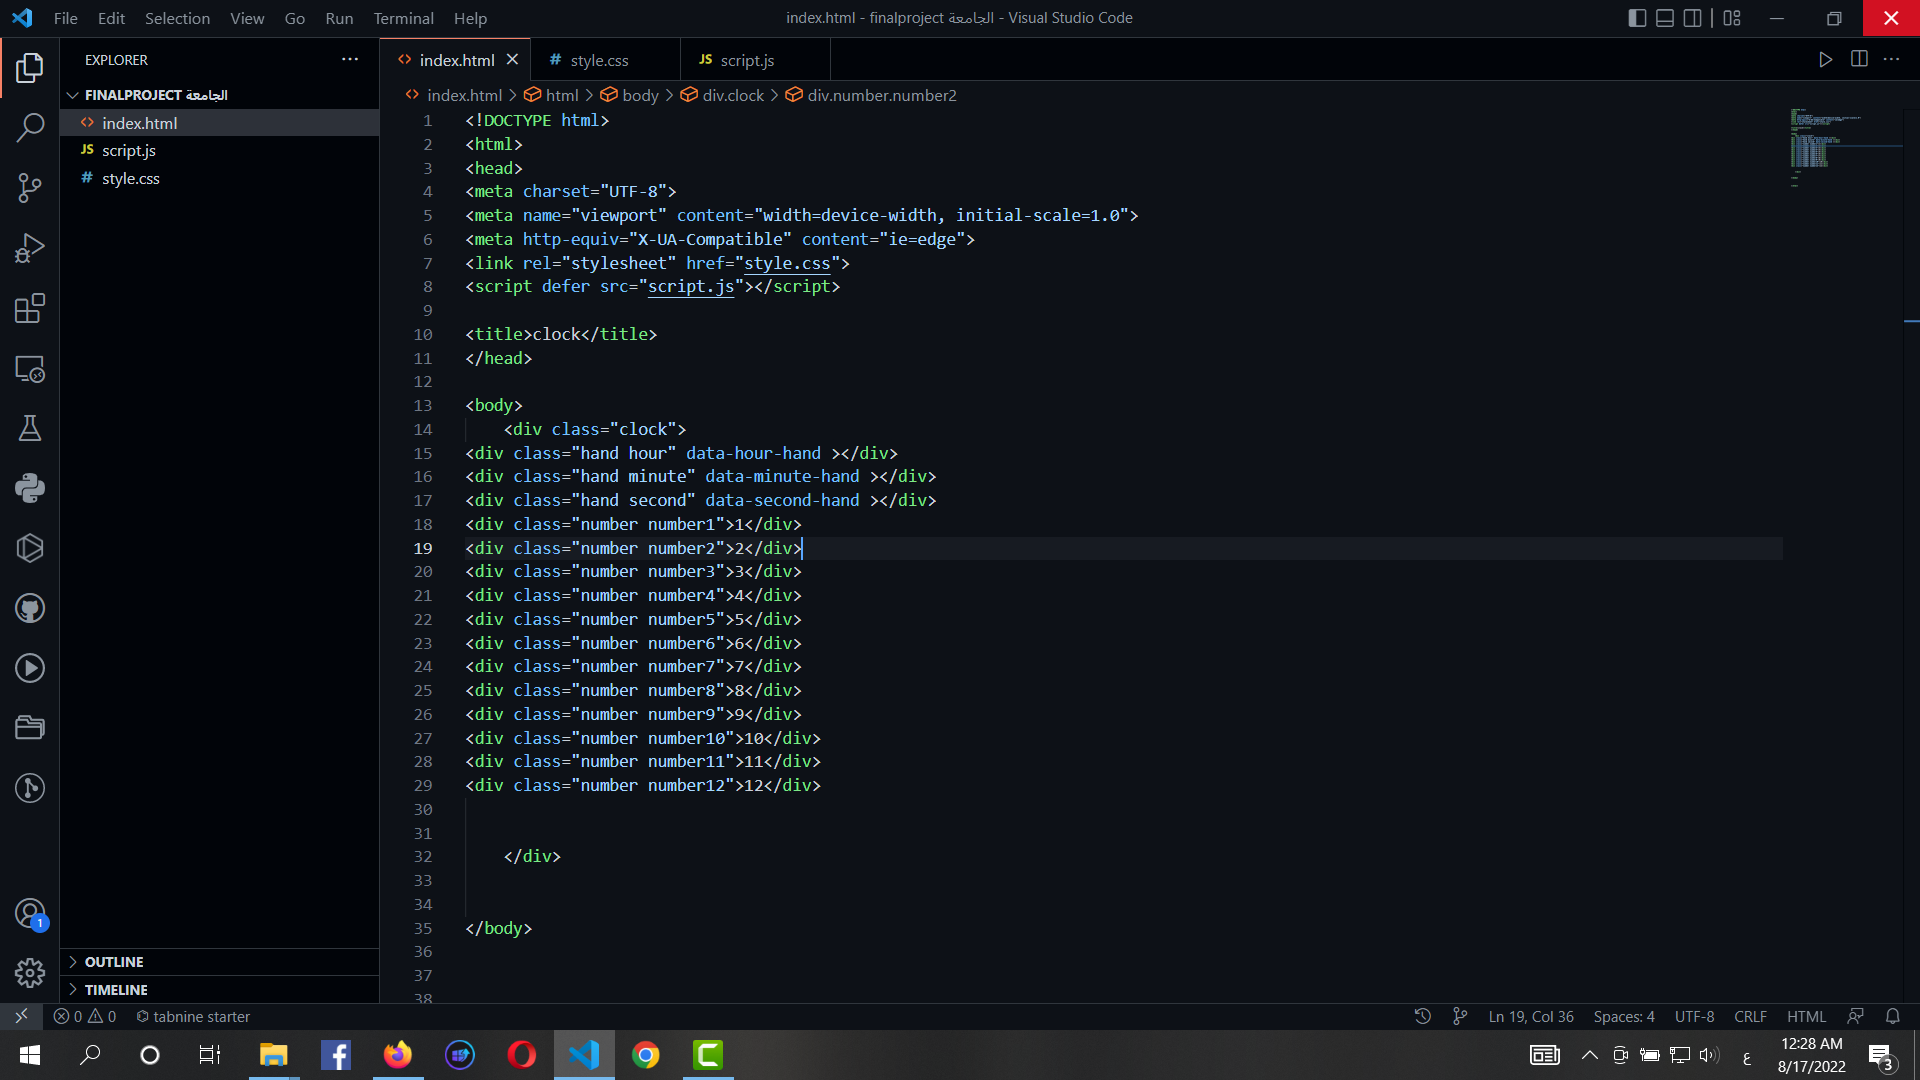 File Edit Selection View Go Run Terminal Help
index.html - finalproject الجامعة - Visual Studio Code
EXPLORER
FINALPROJECT الجامعة
index.html
script.js
style.css
OUTLINE
TIMELINE
index.html
style.css
script.js
index.html > html > body > div.clock > div.number.number2
1 <!DOCTYPE html>
2 <html>
3 <head>
4 <meta charset="UTF-8">
5 <meta name="viewport" content="width=device-width, initial-scale=1.0">
6 <meta http-equiv="X-UA-Compatible" content="ie=edge">
7 <link rel="stylesheet" href="style.css">
8 <script defer src="script.js"></script>
9
10 <title>clock</title>
11 </head>
12
13 <body>
14 <div class="clock">
15 <div class="hand hour" data-hour-hand ></div>
16 <div class="hand minute" data-minute-hand ></div>
17 <div class="hand second" data-second-hand ></div>
18 <div class="number number1">1</div>
19 <div class="number number2">2</div>
20 <div class="number number3">3</div>
21 <div class="number number4">4</div>
22 <div class="number number5">5</div>
23 <div class="number number6">6</div>
24 <div class="number number7">7</div>
25 <div class="number number8">8</div>
26 <div class="number number9">9</div>
27 <div class="number number10">10</div>
28 <div class="number number11">11</div>
29 <div class="number number12">12</div>
30
31
32 </div>
33
34
35 </body>
36
37
38
1
0 0 tabnine starter
Ln 19, Col 36 Spaces: 4 UTF-8 CRLF HTML
ع
12:28 AM
8/17/2022
3